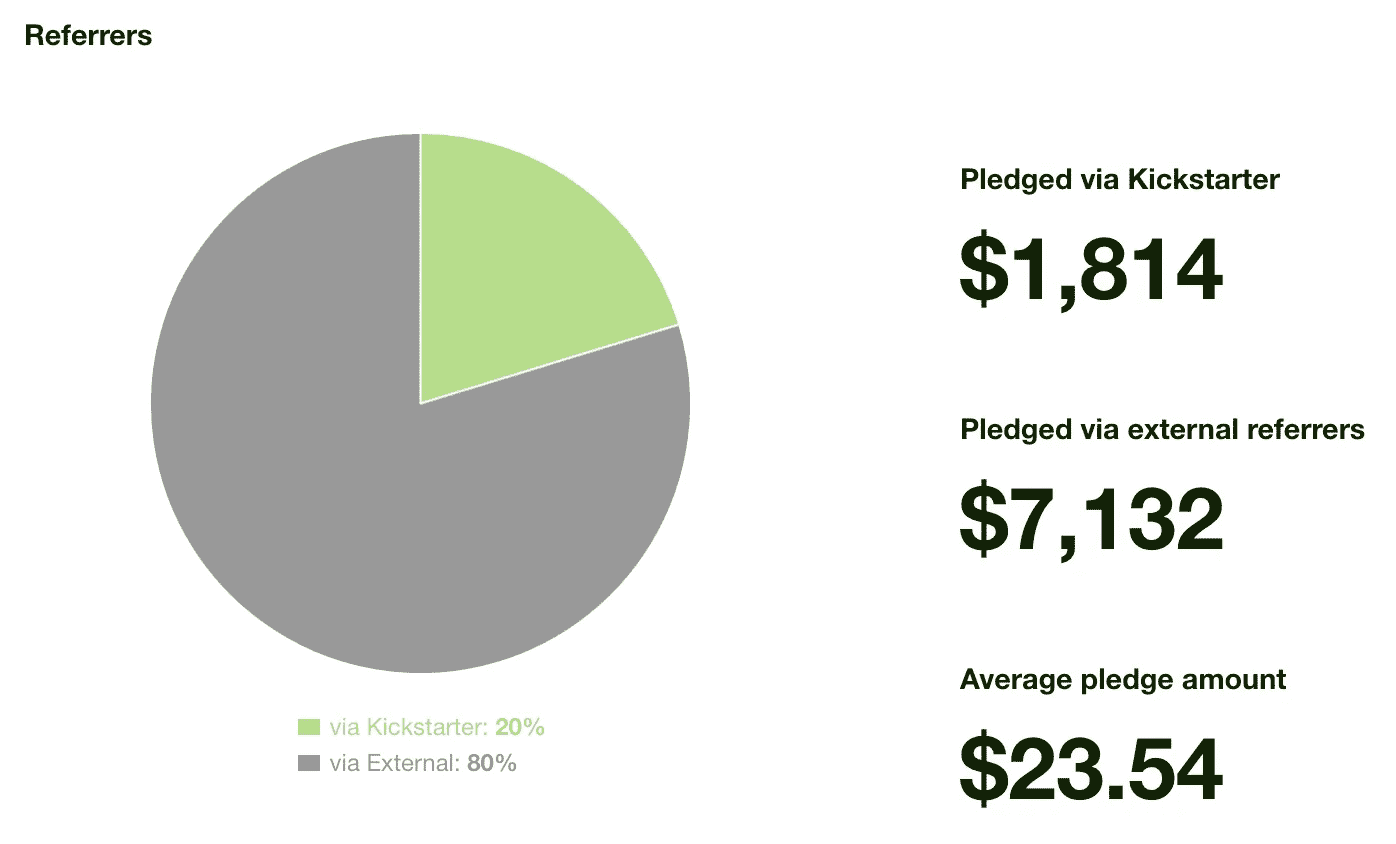 Referrers
Pledged via Kickstarter
$1,814
Pledged via external referrers
$7,132
Average pledge amount
$23.54
via Kickstarter: 20%
via External: 80%